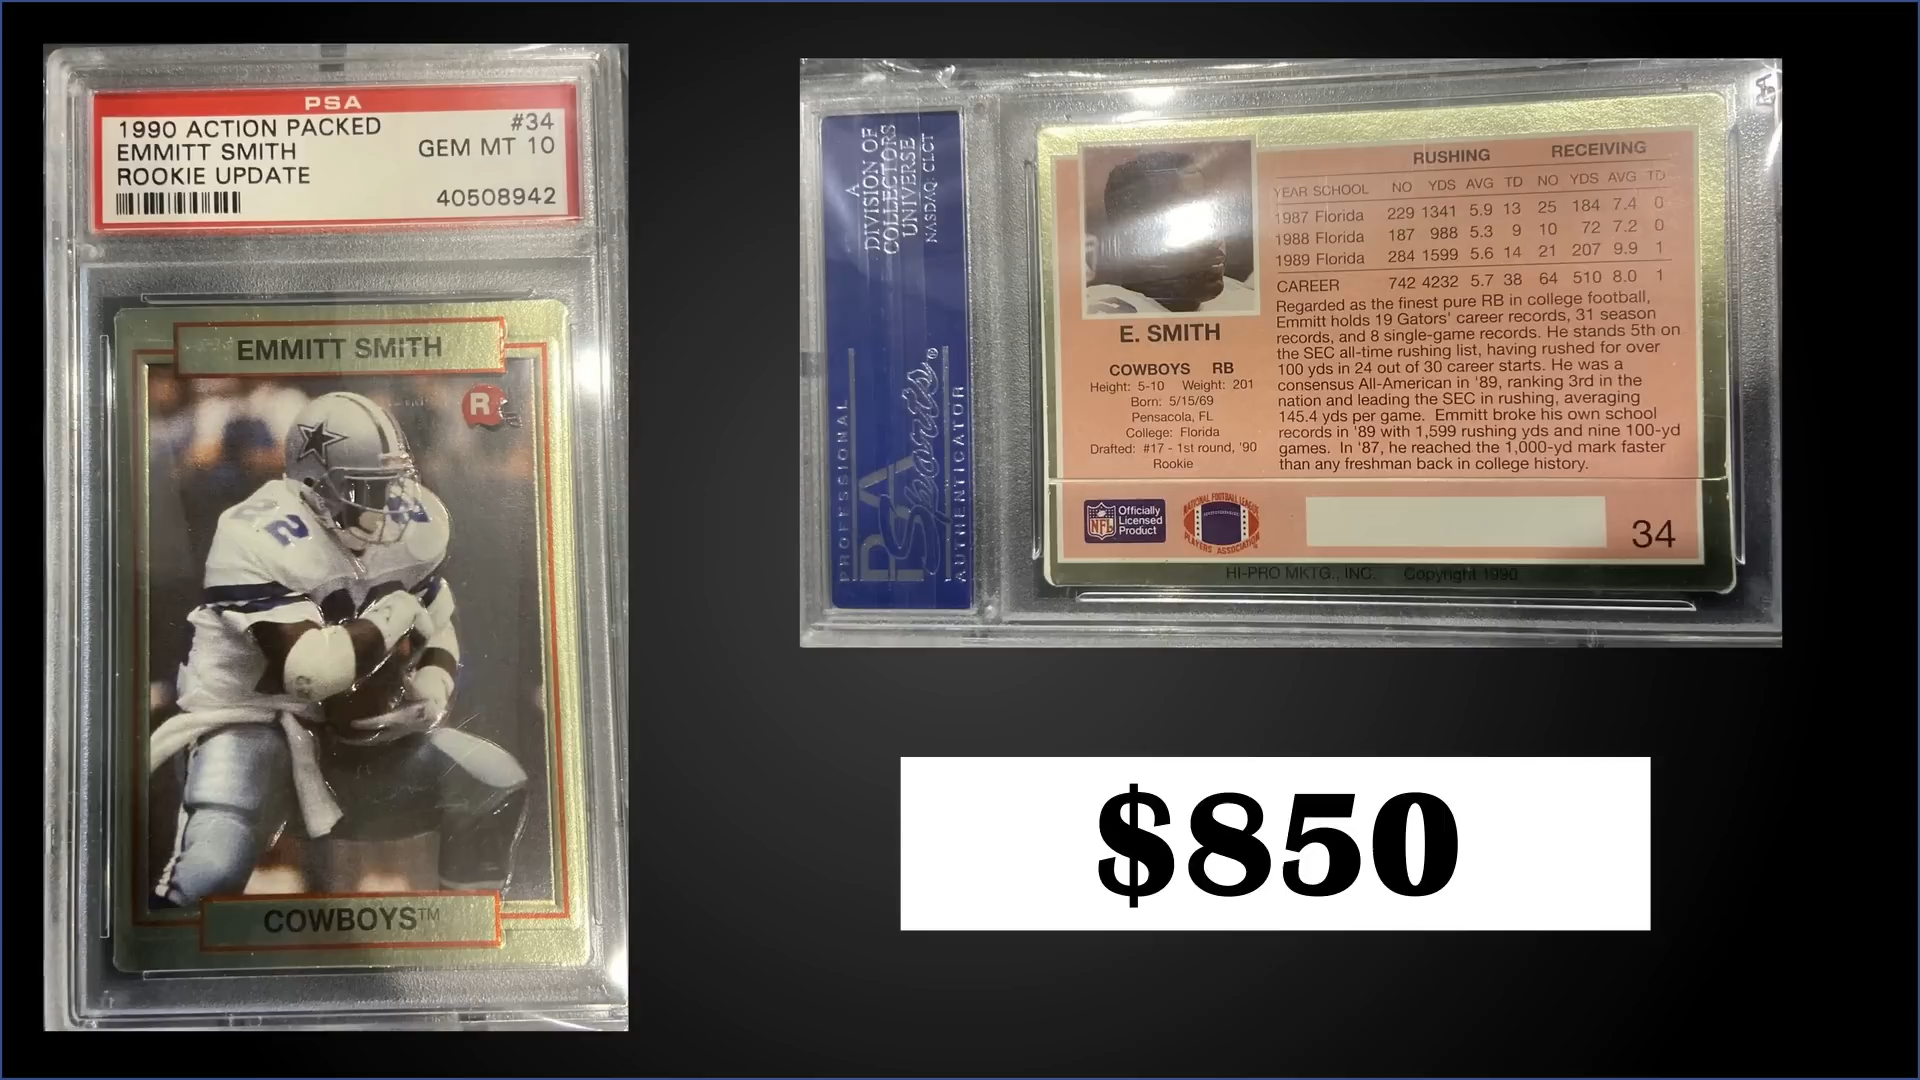 PSA
1990 ACTION PACKED #34
EMMITT SMITH GEM MT 10
ROOKIE UPDATE
40508942
EMMITT SMITH
R
22
COWBOYS™
A
DIVISION OF
COLLECTORS
UNIVERSE
NASDAQ: CLCT
PROFESSIONAL
PSA
Sports®
AUTHENTICATOR
RUSHING RECEIVING
YEAR SCHOOL NO YDS AVG TD NO YDS AVG TD
1987 Florida 229 1341 5.9 13 25 184 7.4 0
1988 Florida 187 988 5.3 9 10 72 7.2 0
1989 Florida 284 1599 5.6 14 21 207 9.9 1
CAREER 742 4232 5.7 38 64 510 8.0 1
Regarded as the finest pure RB in college football,
Emmitt holds 19 Gators' career records, 31 season
records, and 8 single-game records. He stands 5th on
the SEC all-time rushing list, having rushed for over
100 yds in 24 out of 30 career starts. He was a
consensus All-American in '89, ranking 3rd in the
nation and leading the SEC in rushing, averaging
145.4 yds per game. Emmitt broke his own school
records in '89 with 1,599 rushing yds and nine 100-yd
games. In '87, he reached the 1,000-yd mark faster
than any freshman back in college history.
E. SMITH
COWBOYS RB
Height: 5-10 Weight: 201
Born: 5/15/69
Pensacola, FL
College: Florida
Drafted: #17 - 1st round, '90
Rookie
NFL
Officially
Licensed
Product
NATIONAL FOOTBALL LEAGUE
PLAYERS ASSOCIATION
34
HI-PRO MKTG., INC. Copyright 1990
$850